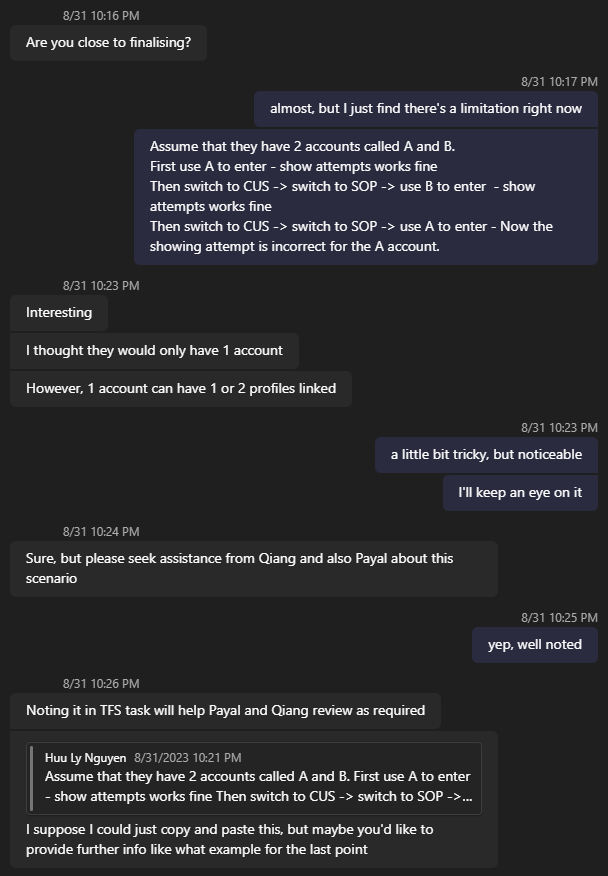 8/31 10:16 PM
Are you close to finalising?
8/31 10:17 PM
almost, but I just find there's a limitation right now
Assume that they have 2 accounts called A and B.
First use A to enter - show attempts works fine
Then switch to CUS -> switch to SOP -> use B to enter - show
attempts works fine
Then switch to CUS -> switch to SOP -> use A to enter - Now the
showing attempt is incorrect for the A account.
8/31 10:23 PM
Interesting
I thought they would only have 1 account
However, 1 account can have 1 or 2 profiles linked
8/31 10:23 PM
a little bit tricky, but noticeable
I'll keep an eye on it
8/31 10:24 PM
Sure, but please seek assistance from Qiang and also Payal about this
scenario
8/31 10:25 PM
yep, well noted
8/31 10:26 PM
Noting it in TFS task will help Payal and Qiang review as required
Huu Ly Nguyen 8/31/2023 10:21 PM
Assume that they have 2 accounts called A and B. First use A to enter
- show attempts works fine Then switch to CUS -> switch to SOP ->...
I suppose I could just copy and paste this, but maybe you'd like to
provide further info like what example for the last point